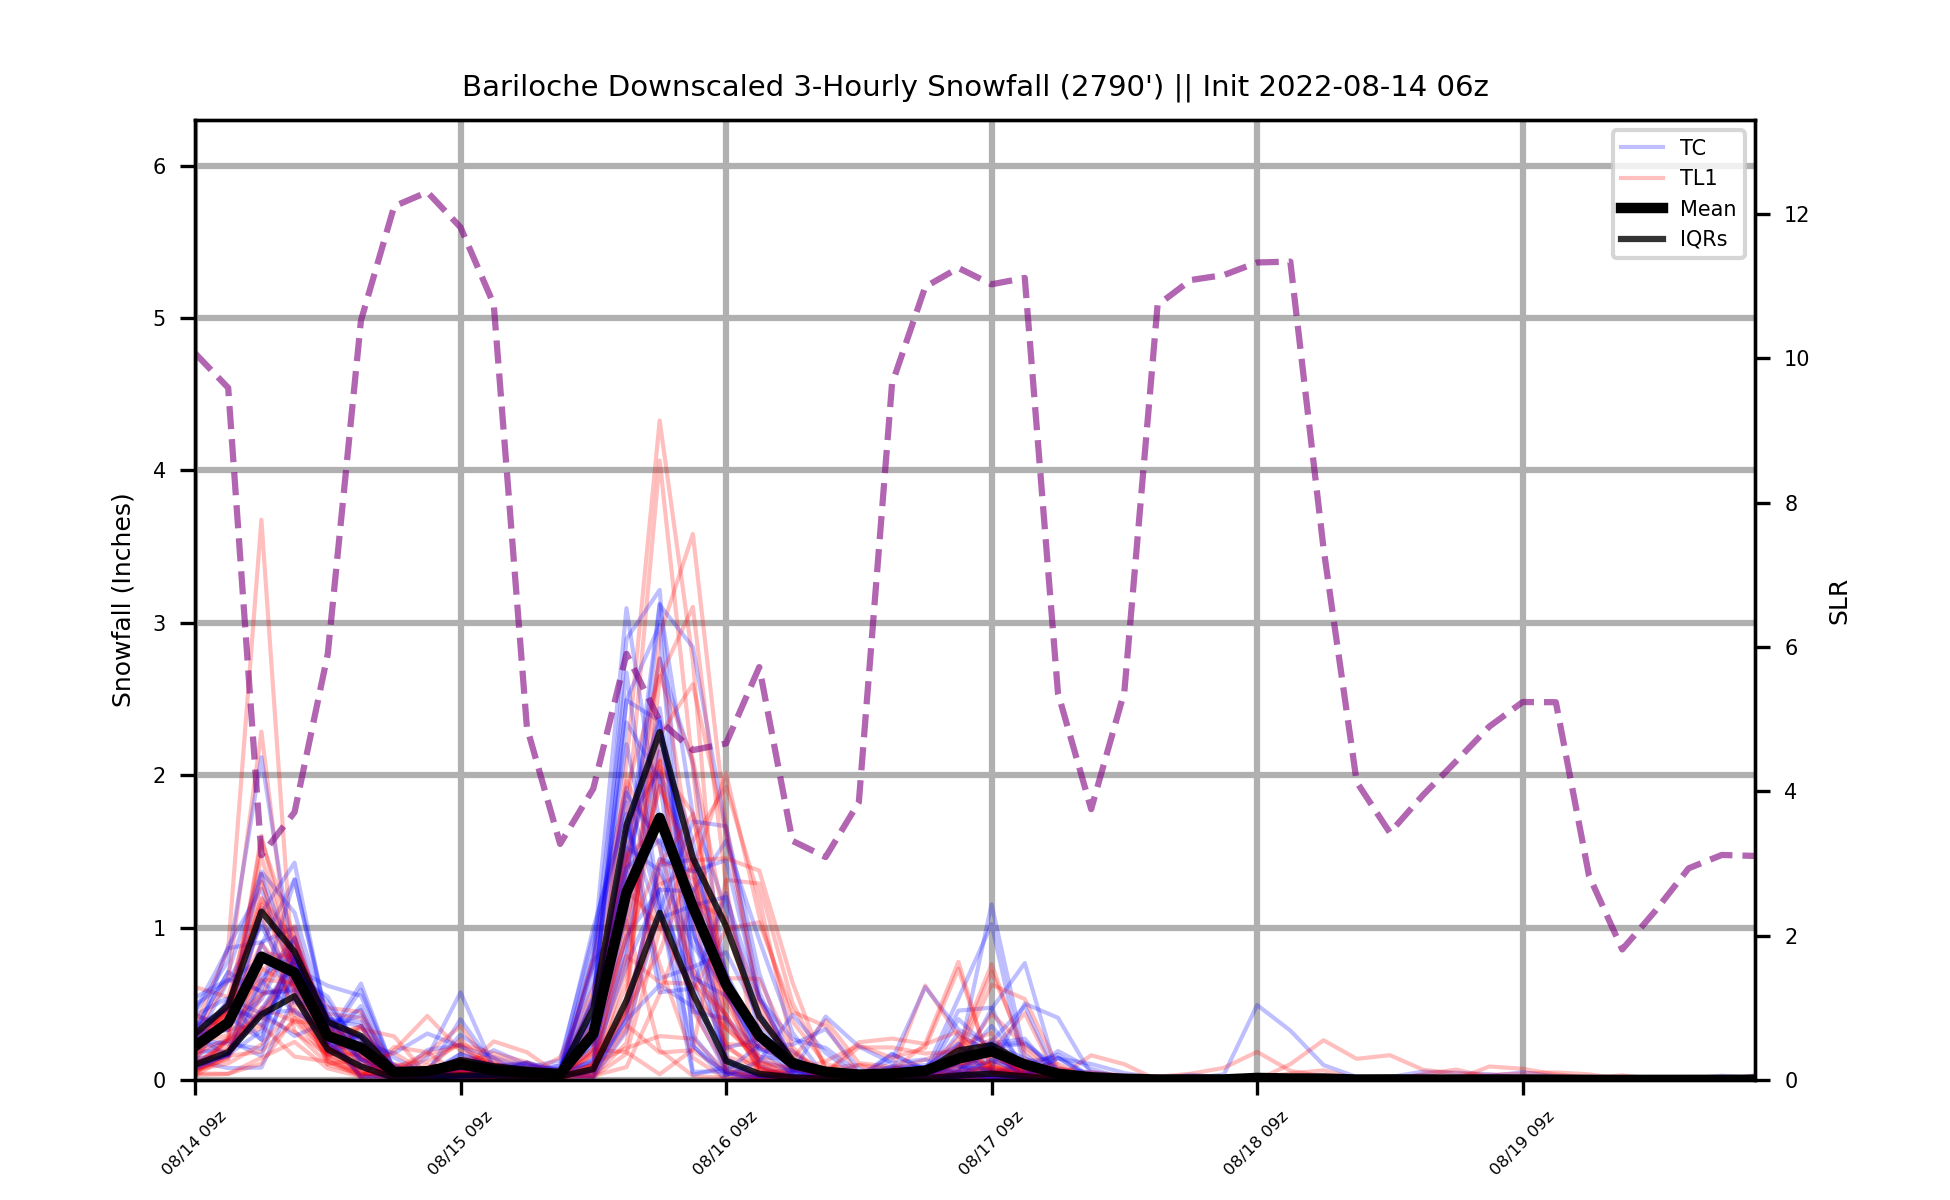 Bariloche Downscaled 3-Hourly Snowfall (2790') || Init 2022-08-14 06z
TC
TL1
Mean
IQRs
6
5
4
3
2
1
0
Snowfall (Inches)
12
10
8
6
4
2
0
SLR
08/14 09z
08/15 09z
08/16 09z
08/17 09z
08/18 09z
08/19 09z